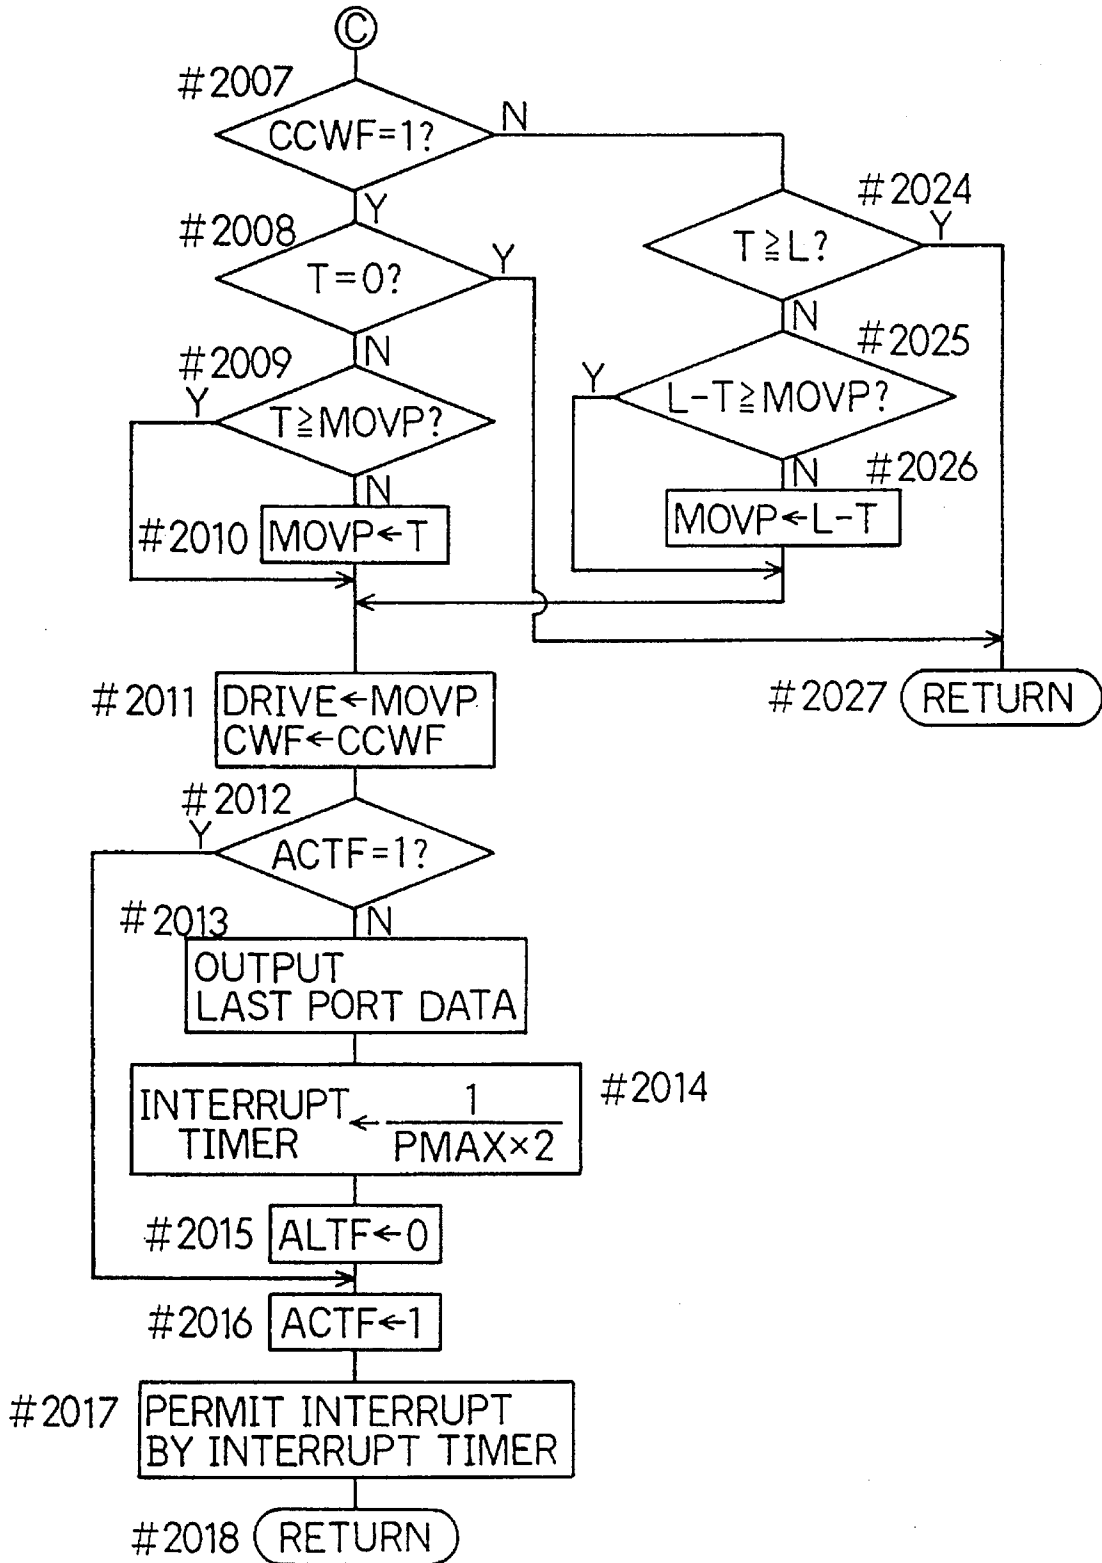 C
#2007
CCWF=1?
N
Y
#2008
T=0?
Y
N
#2009
Y
T≧MOVP?
N
#2010
MOVP←T
#2024
Y
T≧L?
N
#2025
Y
L-T≧MOVP?
N
#2026
MOVP←L-T
#2027
RETURN
#2011
DRIVE←MOVP
CWF←CCWF
#2012
Y
ACTF=1?
N
#2013
OUTPUT
LAST PORT DATA
#2014
INTERRUPT
TIMER
←
1
PMAX×2
#2015
ALTF←0
#2016
ACTF←1
#2017
PERMIT INTERRUPT
BY INTERRUPT TIMER
#2018
RETURN